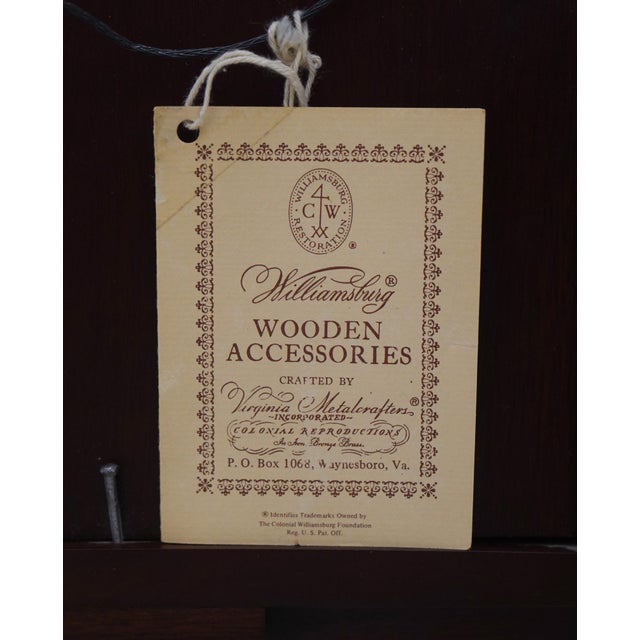 WILLIAMSBURG
C W
RESTORATION
®
Williamsburg®
WOODEN
ACCESSORIES
CRAFTED BY
Virginia Metalcrafters®
-INCORPORATED-
COLONIAL REPRODUCTIONS
In Iron Bronze Brass.
P. O. Box 1068, Waynesboro, Va.
® Identifies Trademarks Owned by
The Colonial Williamsburg Foundation
Reg. U. S. Pat. Off.